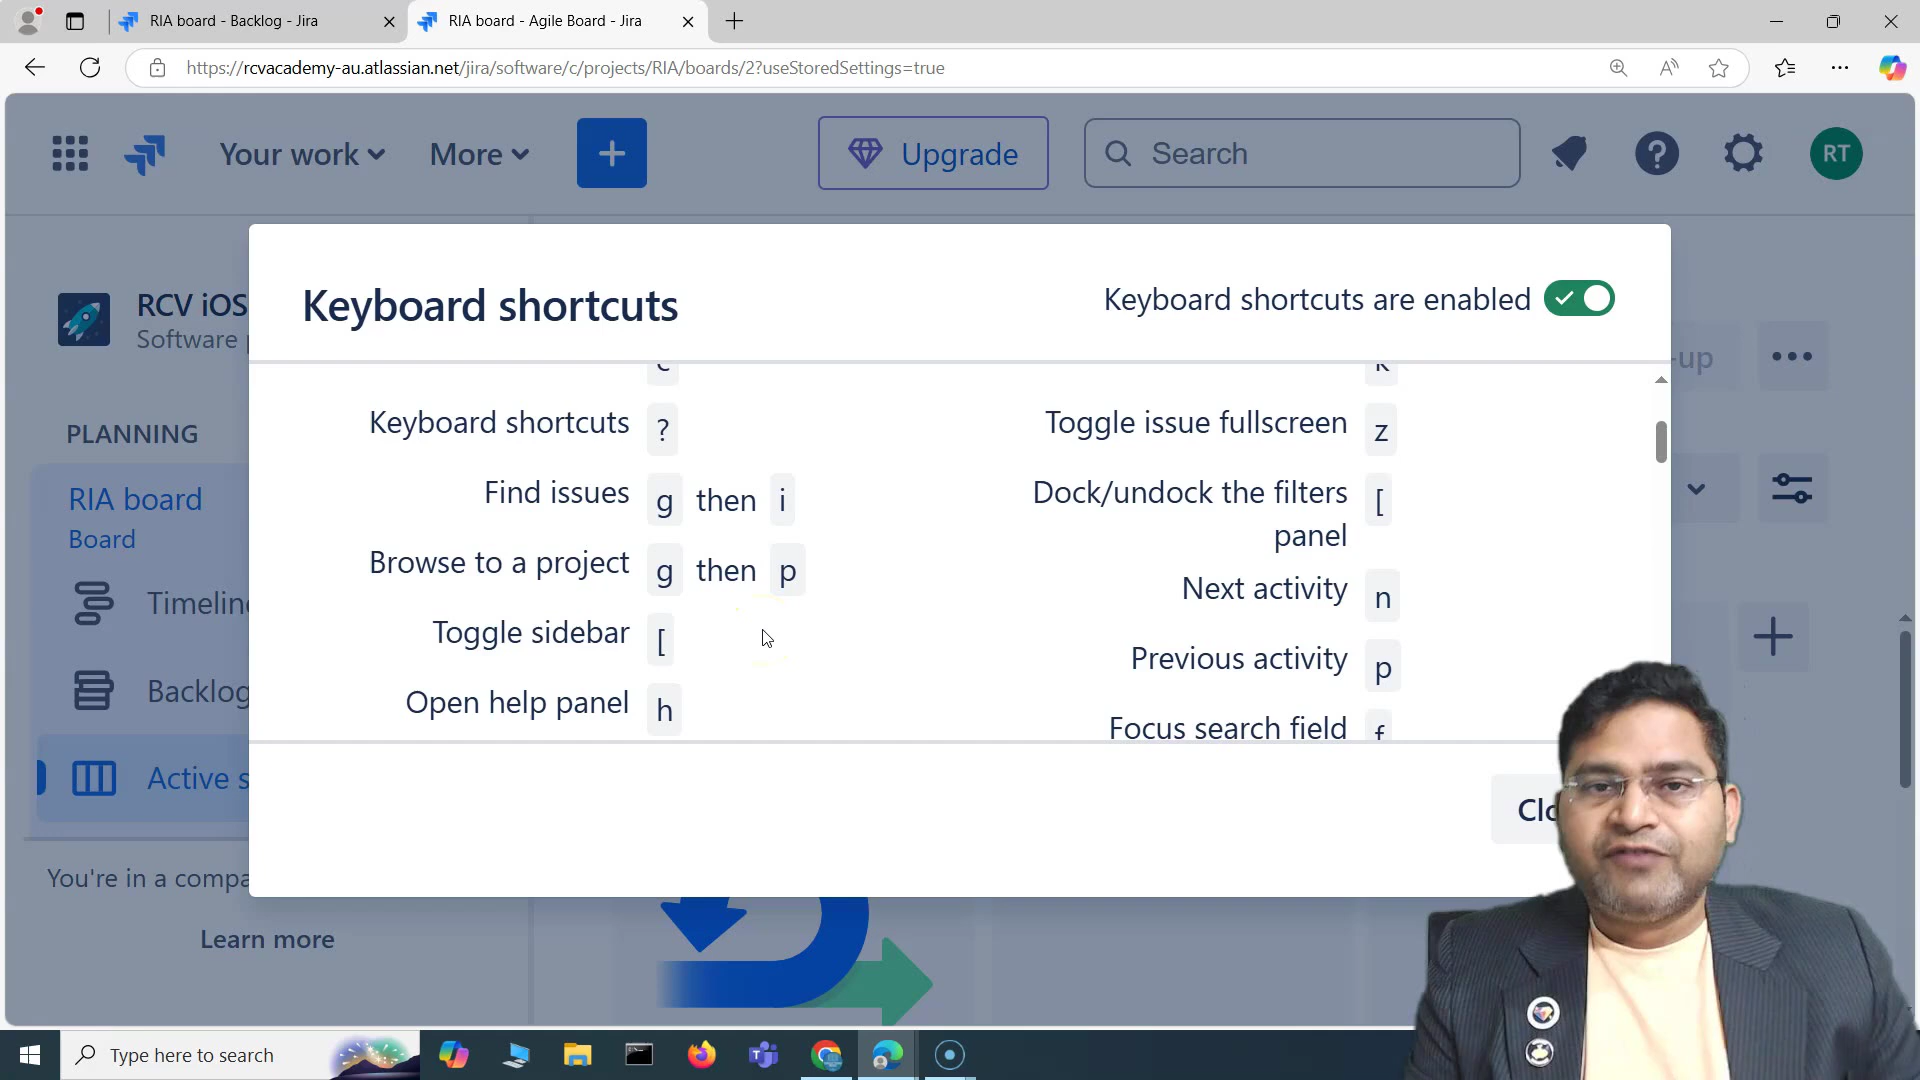 RIA board - Backlog - Jira
RIA board - Agile Board - Jira
https://rcvacademy-au.atlassian.net/jira/software/c/projects/RIA/boards/2?useStoredSettings=true
Your work
More
Upgrade
Search
RT
RCV iOS
Software
Keyboard shortcuts
Keyboard shortcuts are enabled
PLANNING
RIA board
Board
Timeline
Backlog
Active s
You're in a compa
Learn more
c
Keyboard shortcuts ?
Find issues g then i
Browse to a project g then p
Toggle sidebar [
Open help panel h
k
Toggle issue fullscreen z
Dock/undock the filters [
panel
Next activity n
Previous activity p
Focus search field f
-up
Clo
Type here to search